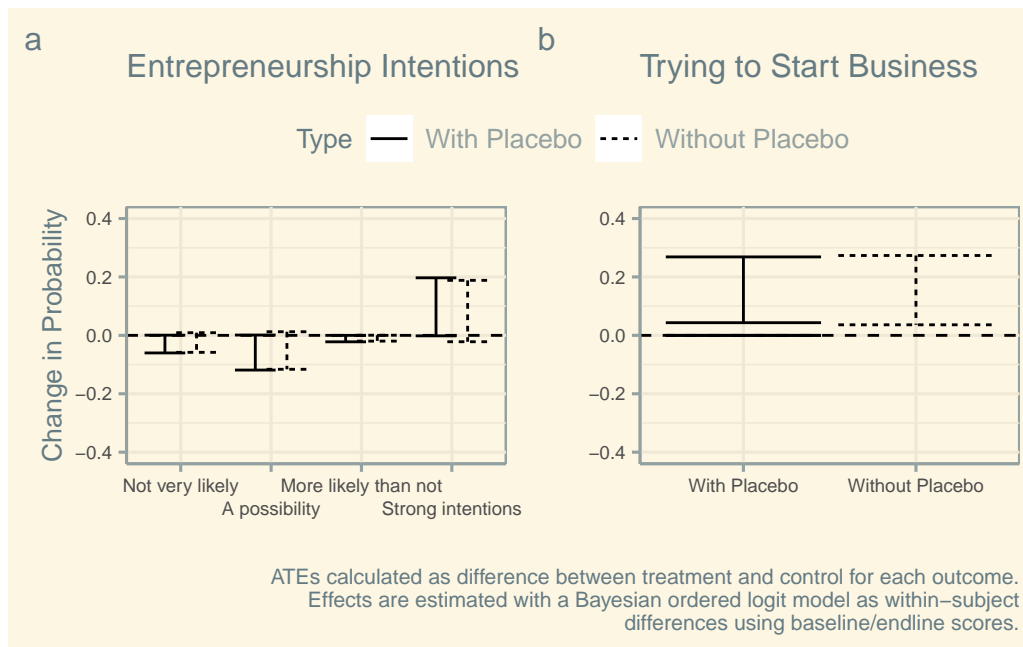 a
Entrepreneurship Intentions
b
Trying to Start Business
Type With Placebo Without Placebo
Change in Probability
0.4
0.2
0.0
−0.2
−0.4
Not very likely More likely than not
A possibility Strong intentions
0.4
0.2
0.0
−0.2
−0.4
With Placebo Without Placebo
ATEs calculated as difference between treatment and control for each outcome.
Effects are estimated with a Bayesian ordered logit model as within−subject
differences using baseline/endline scores.